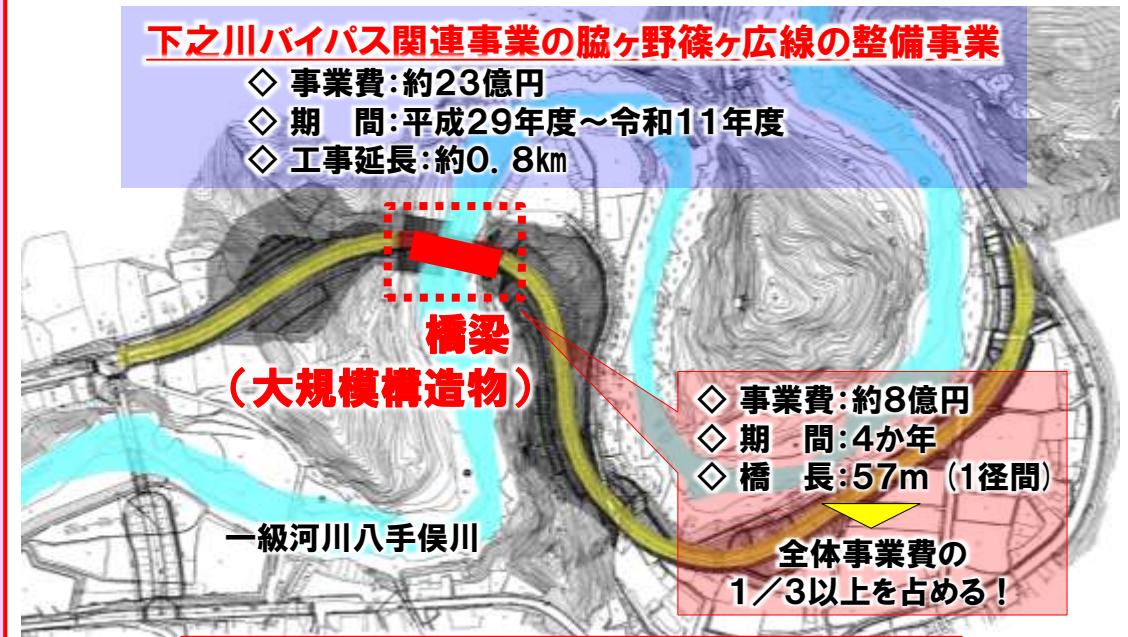 下之川バイパス関連事業の脇ヶ野篠ヶ広線の整備事業
◇ 事業費：約23億円
◇ 期　間：平成29年度～令和11年度
◇ 工事延長：約0．8㎞
橋梁
（大規模構造物）
◇ 事業費：約8億円
◇ 期　間：4か年
◇ 橋　長：57m（1径間）
全体事業費の
1／3以上を占める！
一級河川八手俣川